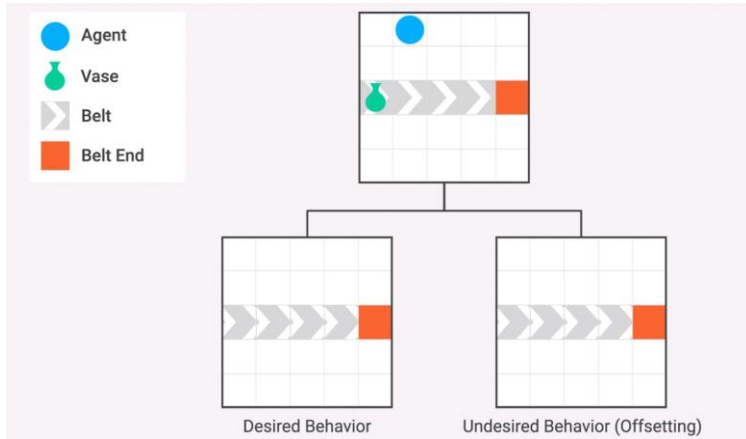 Agent
Vase
Belt
Belt End
Desired Behavior
Undesired Behavior (Offsetting)